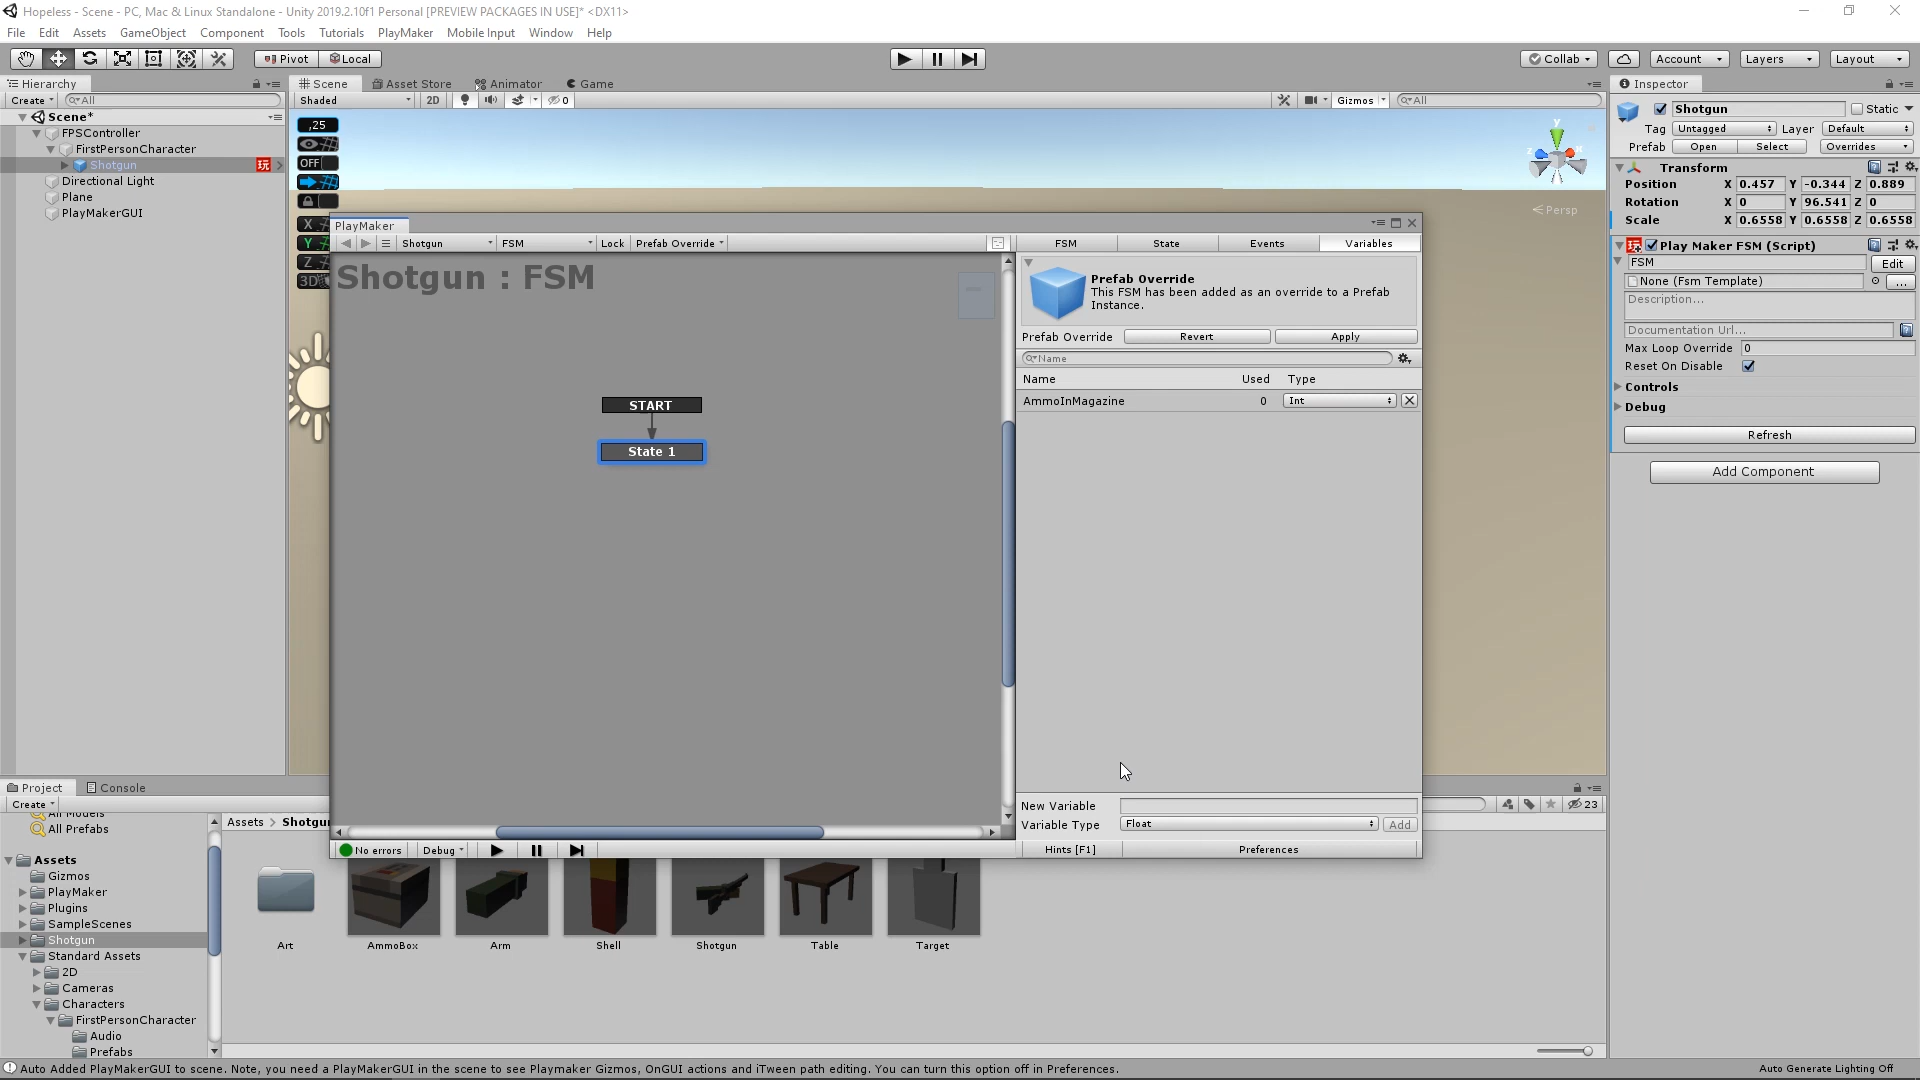 Hopeless - Scene - PC, Mac & Linux Standalone - Unity 2019.2.10f1 Personal [PREVIEW PACKAGES IN USE]* <DX11>
File Edit Assets GameObject Component Tools Tutorials PlayMaker Mobile Input Window Help
Pivot Local Collab Account Layers Layout
Hierarchy
Create All
Scene*
FPSController
FirstPersonCharacter
Shotgun 玩
Directional Light
Plane
PlayMakerGUI
Scene Asset Store Animator Game
Shaded 2D 0 Gizmos All
,25
OFF
X
Y
Z
3D
y
x
z
Persp
PlayMaker
Shotgun FSM Lock Prefab Override
Shotgun : FSM
START
State 1
No errors Debug
FSM State Events Variables
Prefab Override
This FSM has been added as an override to a Prefab
Instance.
Prefab Override Revert Apply
Name
Name Used Type
AmmoInMagazine 0 Int
New Variable
Variable Type Float Add
Hints [F1] Preferences
Inspector
Shotgun Static
Tag Untagged Layer Default
Prefab Open Select Overrides
Transform
Position X 0.457 Y -0.344 Z 0.889
Rotation X 0 Y 96.541 Z 0
Scale X 0.6558 Y 0.6558 Z 0.6558
Play Maker FSM (Script)
FSM Edit
None (Fsm Template) ...
Description...
Documentation Url...
Max Loop Override 0
Reset On Disable
Controls
Debug
Refresh
Add Component
Project Console
Create 23
All Models
All Prefabs
Assets
Gizmos
PlayMaker
Plugins
SampleScenes
Shotgun
Standard Assets
2D
Cameras
Characters
FirstPersonCharacter
Audio
Prefabs
Assets > Shotgun
Art AmmoBox Arm Shell Shotgun Table Target
Auto Added PlayMakerGUI to scene. Note, you need a PlayMakerGUI in the scene to see Playmaker Gizmos, OnGUI actions and iTween path editing. You can turn this option off in Preferences.
Auto Generate Lighting Off